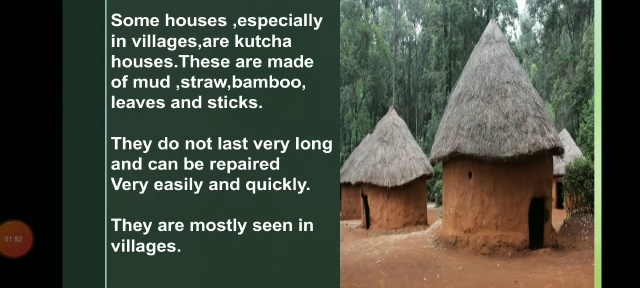 Some houses ,especially
in villages,are kutcha
houses.These are made
of mud ,straw,bamboo,
leaves and sticks.
They do not last very long
and can be repaired
Very easily and quickly.
They are mostly seen in
villages.
01:52